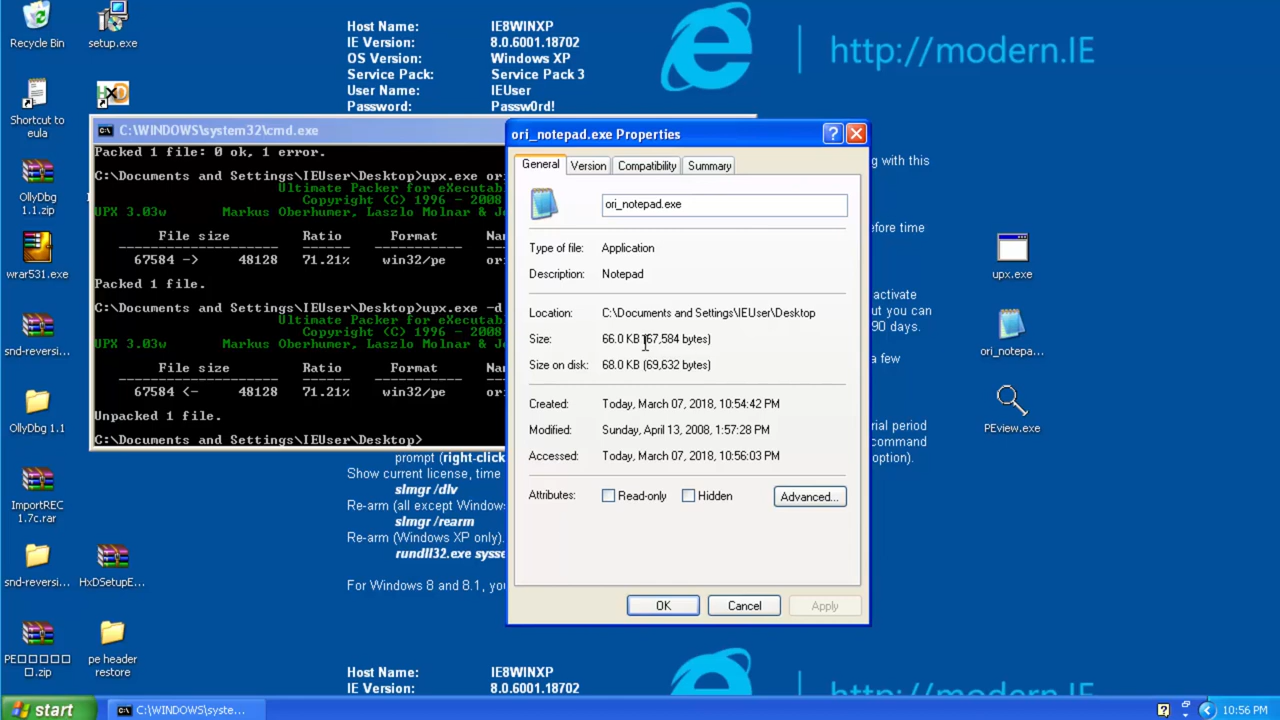 Recycle Bin
setup.exe
Shortcut to
eula
OllyDbg
1.1.zip
wrar531.exe
snd-reversi...
OllyDbg 1.1
ImportREC
1.7c.rar
snd-reversi...
HxDSetupE...
PE□□□□□
□.zip
pe header
restore
Host Name: IE8WINXP
IE Version: 8.0.6001.18702
OS Version: Windows XP
Service Pack: Service Pack 3
User Name: IEUser
Password: Passw0rd!
http://modern.IE
C:\WINDOWS\system32\cmd.exe
Packed 1 file: 0 ok, 1 error.
C:\Documents and Settings\IEUser\Desktop>upx.exe or
Ultimate Packer for eXecutab
Copyright (C) 1996 - 2008
UPX 3.03w Markus Oberhumer, Laszlo Molnar & J
File size Ratio Format Na
67584 -> 48128 71.21% win32/pe or
Packed 1 file.
C:\Documents and Settings\IEUser\Desktop>upx.exe -d
Ultimate Packer for eXecutab
Copyright (C) 1996 - 2008
UPX 3.03w Markus Oberhumer, Laszlo Molnar & J
File size Ratio Format Na
67584 <- 48128 71.21% win32/pe or
Unpacked 1 file.
C:\Documents and Settings\IEUser\Desktop>
ori_notepad.exe Properties
General Version Compatibility Summary
ori_notepad.exe
Type of file: Application
Description: Notepad
Location: C:\Documents and Settings\IEUser\Desktop
Size: 66.0 KB (67,584 bytes)
Size on disk: 68.0 KB (69,632 bytes)
Created: Today, March 07, 2018, 10:54:42 PM
Modified: Sunday, April 13, 2008, 1:57:28 PM
Accessed: Today, March 07, 2018, 10:56:03 PM
Attributes: Read-only Hidden Advanced...
OK Cancel Apply
g with this
efore time
activate
ut you can
90 days.
a few
rial period
command
option).
upx.exe
ori_notepa...
PEview.exe
prompt (right-click
Show current license, time
slmgr /dlv
Re-arm (all except Window
slmgr /rearm
Re-arm (Windows XP only).
rundll32.exe sysse
For Windows 8 and 8.1, yo
Host Name: IE8WINXP
IE Version: 8.0.6001.18702
http://modern.IE
start
C:\WINDOWS\syste...
10:56 PM